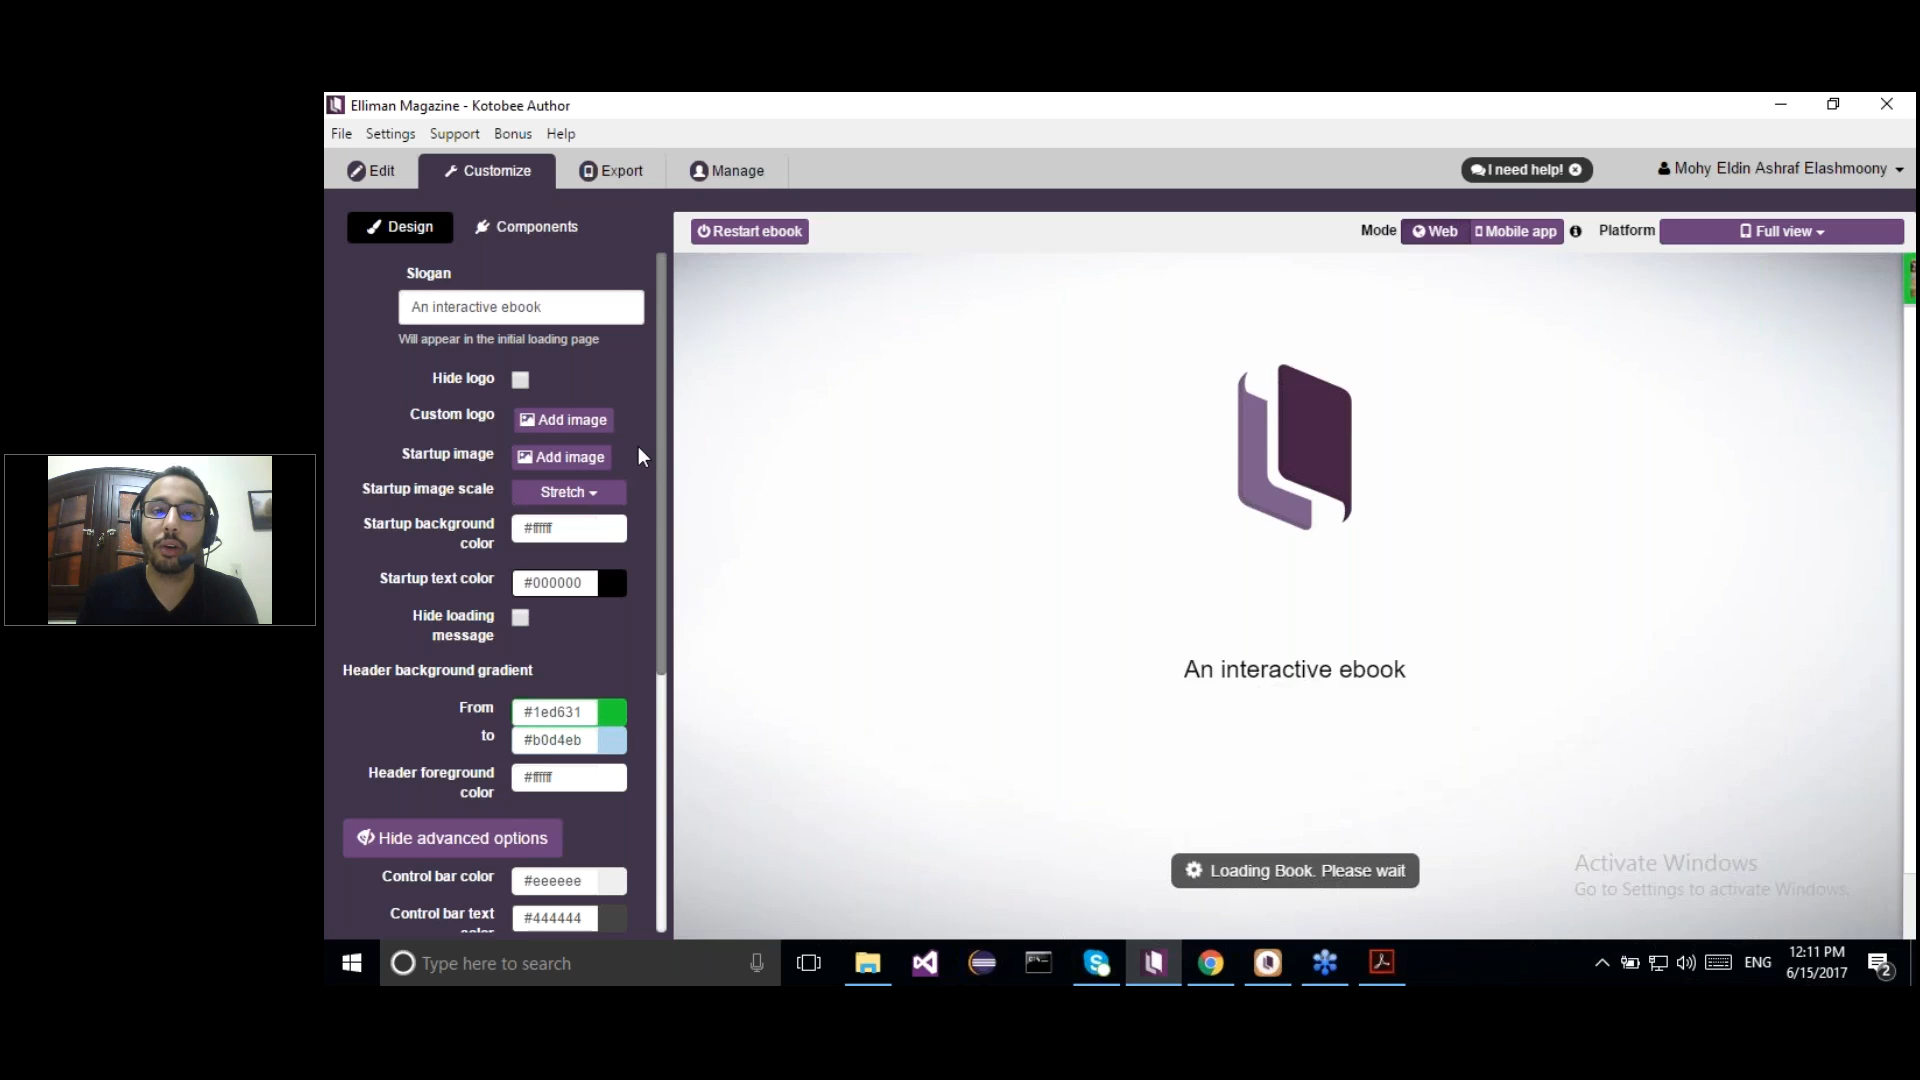 Elliman Magazine - Kotobee Author
File Settings Support Bonus Help
Edit Customize Export Manage
I need help!
Mohy Eldin Ashraf Elashmoony
Design Components
Restart ebook
Mode Web Mobile app Platform Full view
Slogan
An interactive ebook
Will appear in the initial loading page
Hide logo
Custom logo Add image
Startup image Add image
Startup image scale Stretch
Startup background color #ffffff
Startup text color #000000
Hide loading message
Header background gradient
From #1ed631
to #b0d4eb
Header foreground color #ffffff
Hide advanced options
Control bar color #eeeeee
Control bar text color #444444
An interactive ebook
Loading Book. Please wait
Activate Windows
Go to Settings to activate Windows.
Type here to search
ENG
12:11 PM
6/15/2017
2